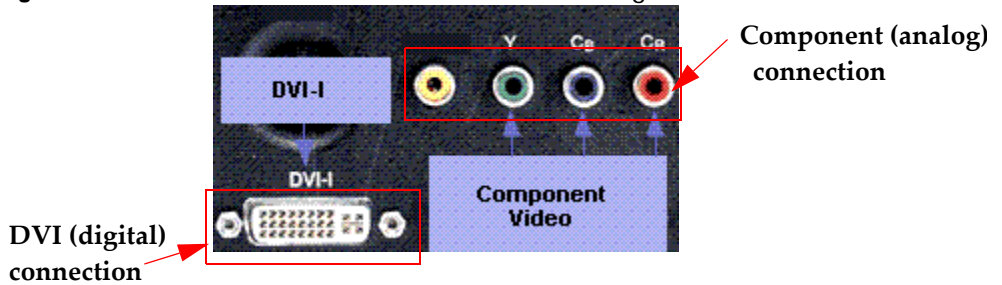 Y CB CR
Component (analog)
connection
DVI-I
DVI-I
Component
Video
DVI (digital)
connection